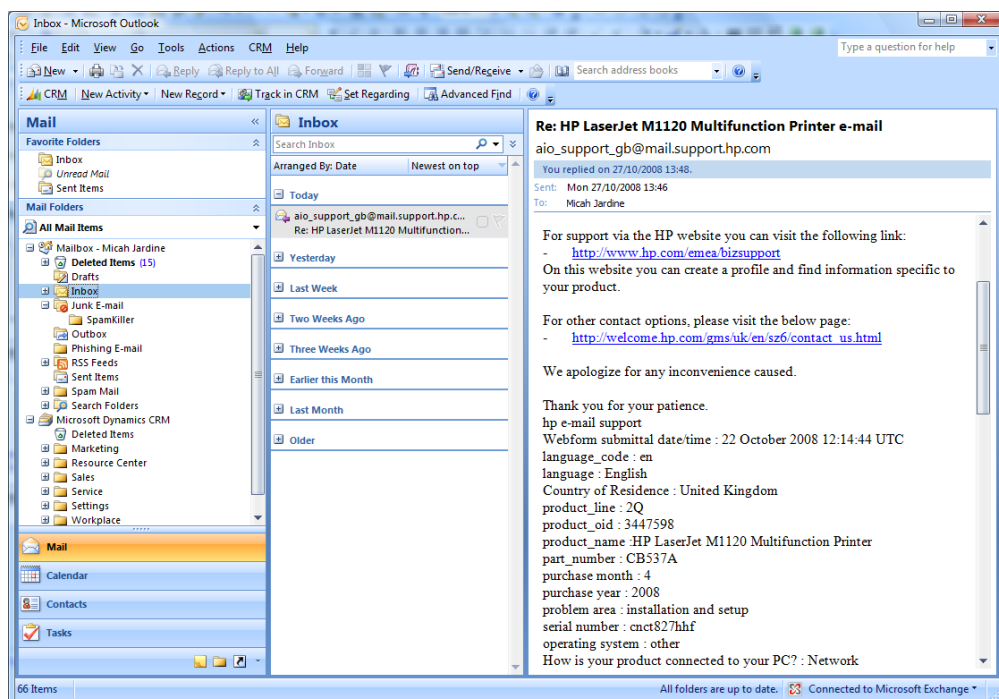 Inbox - Microsoft Outlook
File Edit View Go Tools Actions CRM Help
Type a question for help
New Reply Reply to All Forward Send/Receive Search address books
CRM New Activity New Record Track in CRM Set Regarding Advanced Find
Mail «
Favorite Folders
Inbox
Unread Mail
Sent Items
Mail Folders
All Mail Items
Mailbox - Micah Jardine
Deleted Items (15)
Drafts
Inbox
Junk E-mail
SpamKiller
Outbox
Phishing E-mail
RSS Feeds
Sent Items
Spam Mail
Search Folders
Microsoft Dynamics CRM
Deleted Items
Marketing
Resource Center
Sales
Service
Settings
Workplace
Mail
Calendar
Contacts
Tasks
Inbox
Search Inbox
Arranged By: Date Newest on top
Today
aio_support_gb@mail.support.hp.c...
Re: HP LaserJet M1120 Multifunction...
Yesterday
Last Week
Two Weeks Ago
Three Weeks Ago
Earlier this Month
Last Month
Older
Re: HP LaserJet M1120 Multifunction Printer e-mail
aio_support_gb@mail.support.hp.com
You replied on 27/10/2008 13:48.
Sent: Mon 27/10/2008 13:46
To: Micah Jardine
For support via the HP website you can visit the following link:
- http://www.hp.com/emea/bizsupport
On this website you can create a profile and find information specific to
your product.
For other contact options, please visit the below page:
- http://welcome.hp.com/gms/uk/en/sz6/contact_us.html
We apologize for any inconvenience caused.
Thank you for your patience.
hp e-mail support
Webform submittal date/time : 22 October 2008 12:14:44 UTC
language_code : en
language : English
Country of Residence : United Kingdom
product_line : 2Q
product_oid : 3447598
product_name :HP LaserJet M1120 Multifunction Printer
part_number : CB537A
purchase month : 4
purchase year : 2008
problem area : installation and setup
serial number : cnct827hhf
operating system : other
How is your product connected to your PC? : Network
66 Items
All folders are up to date. Connected to Microsoft Exchange